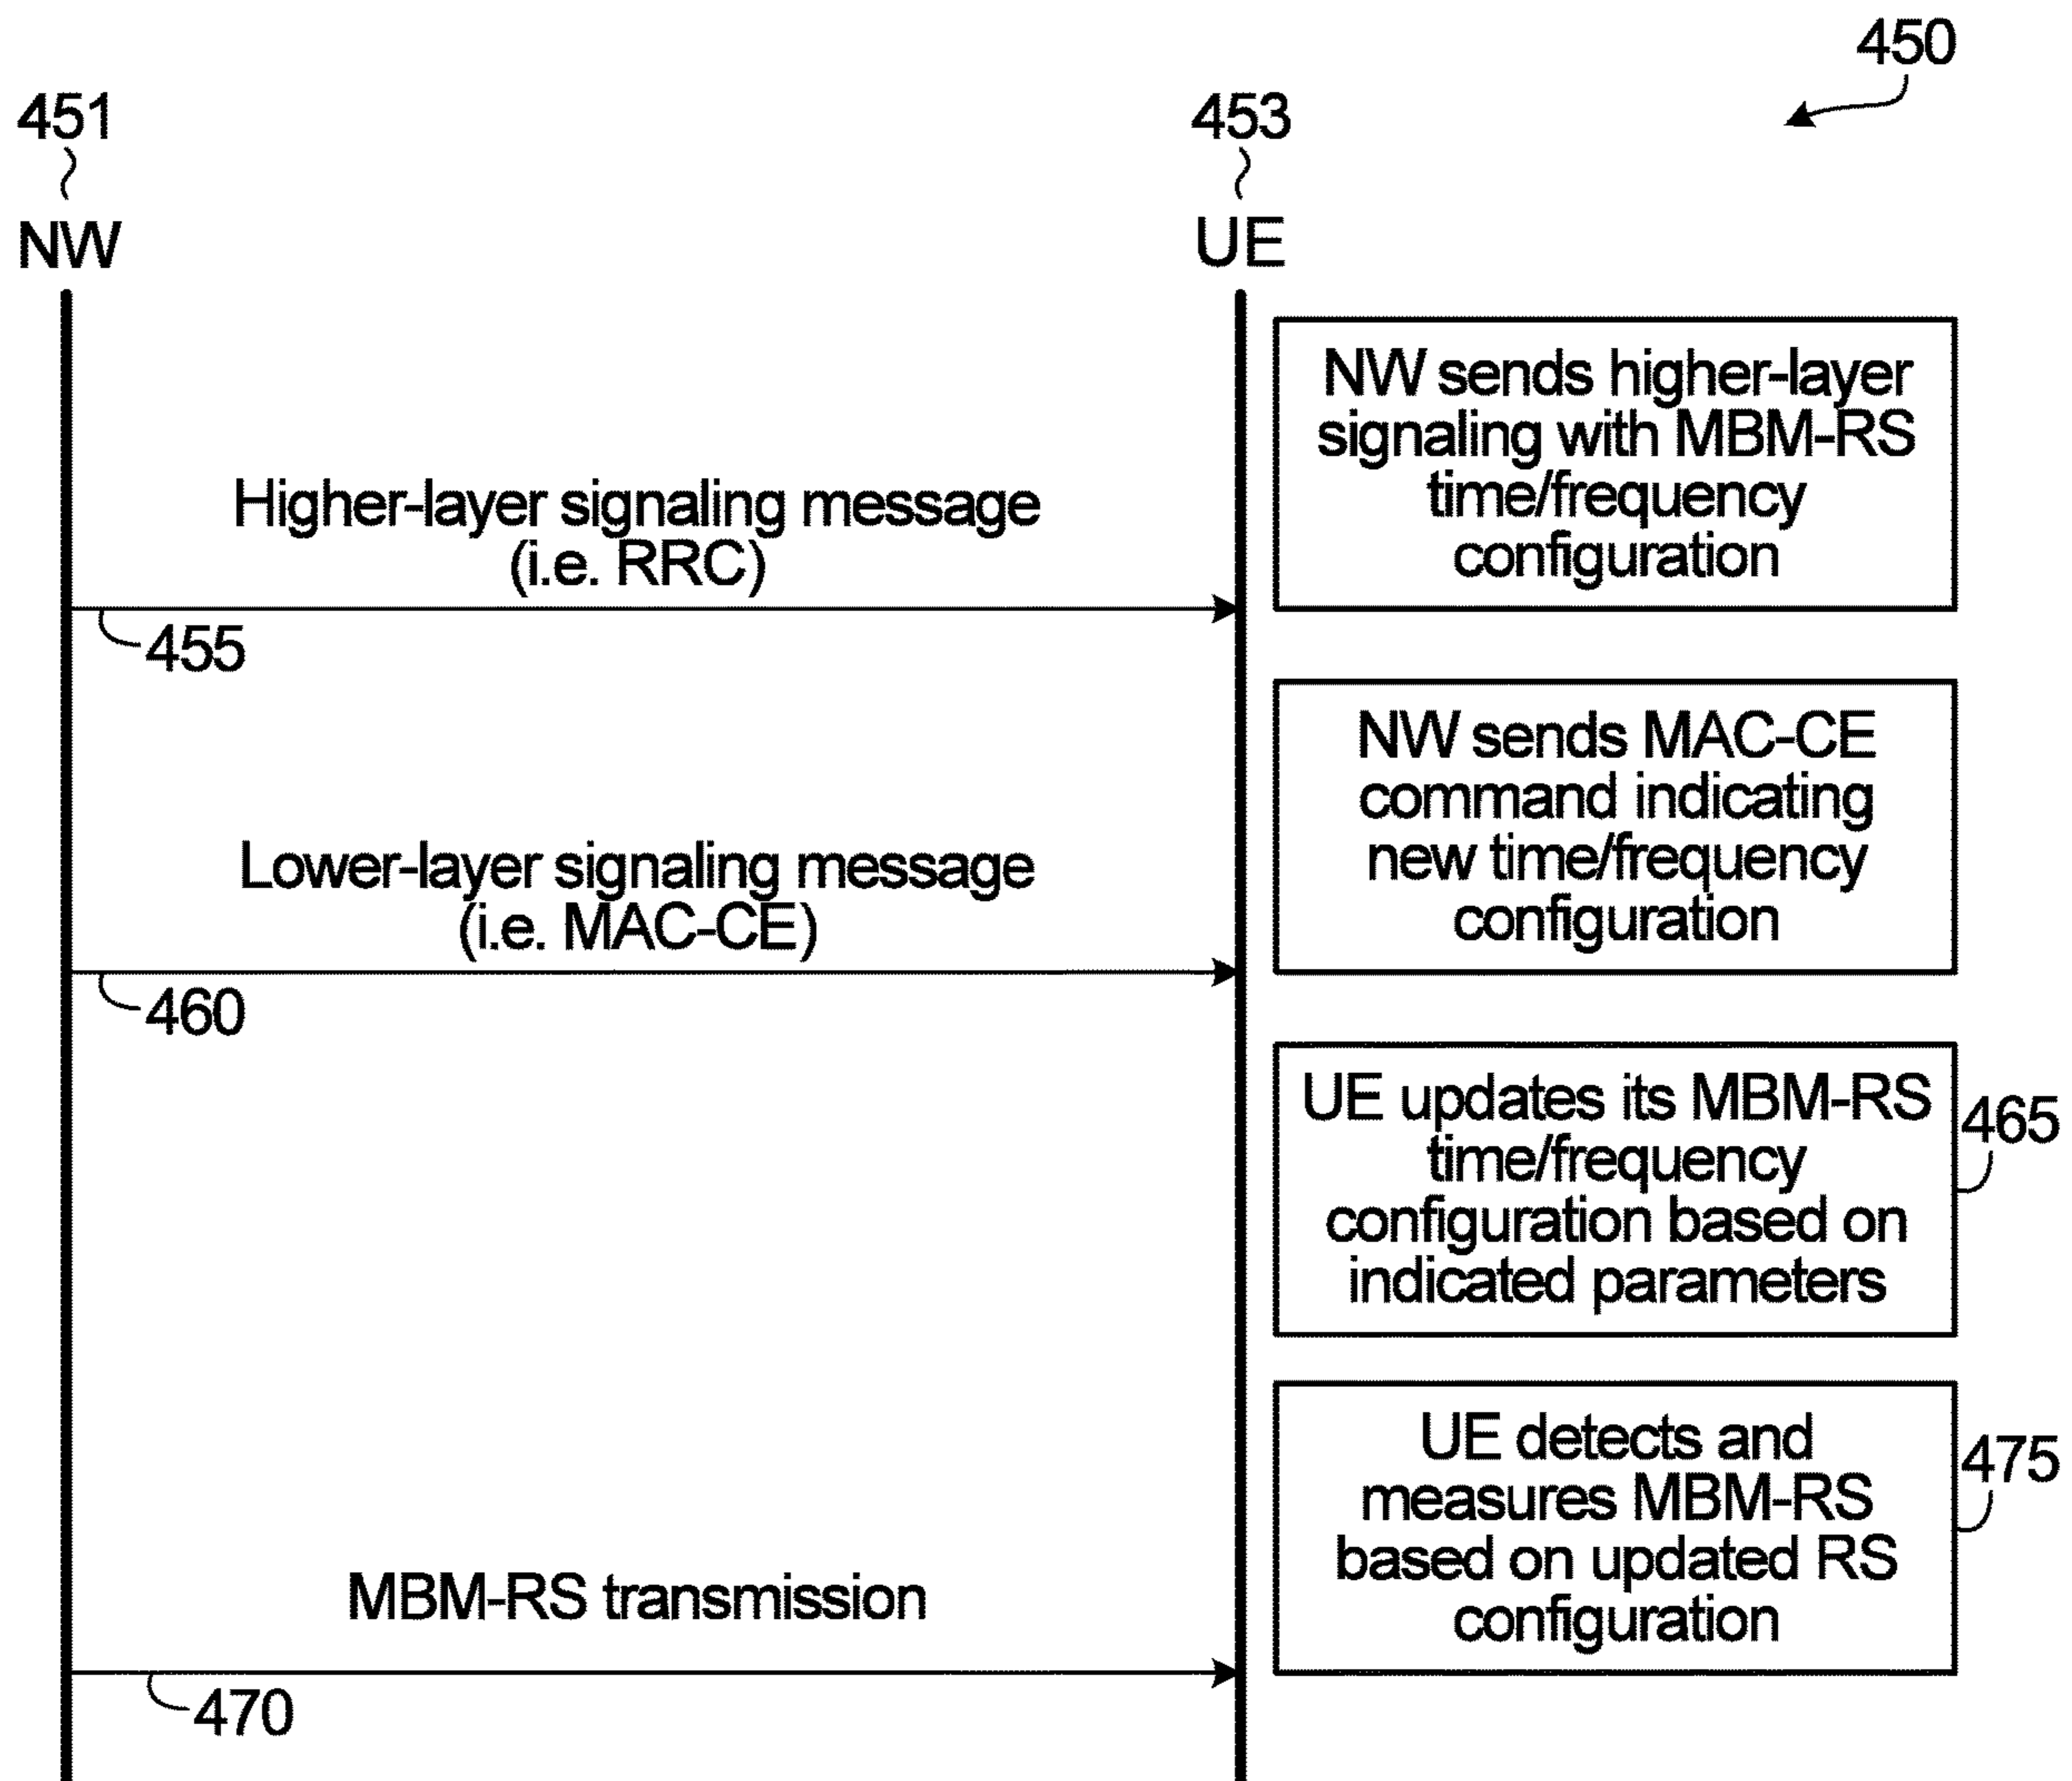 450
451
453
NW
UE
NW sends higher-layer
signaling with MBM-RS
time/frequency
configuration
Higher-layer signaling message
(i.e. RRC)
455
NW sends MAC-CE
command indicating
new time/frequency
configuration
Lower-layer signaling message
(i.e. MAC-CE)
460
UE updates its MBM-RS
time/frequency
configuration based on
indicated parameters
465
UE detects and
measures MBM-RS
based on updated RS
configuration
475
MBM-RS transmission
470